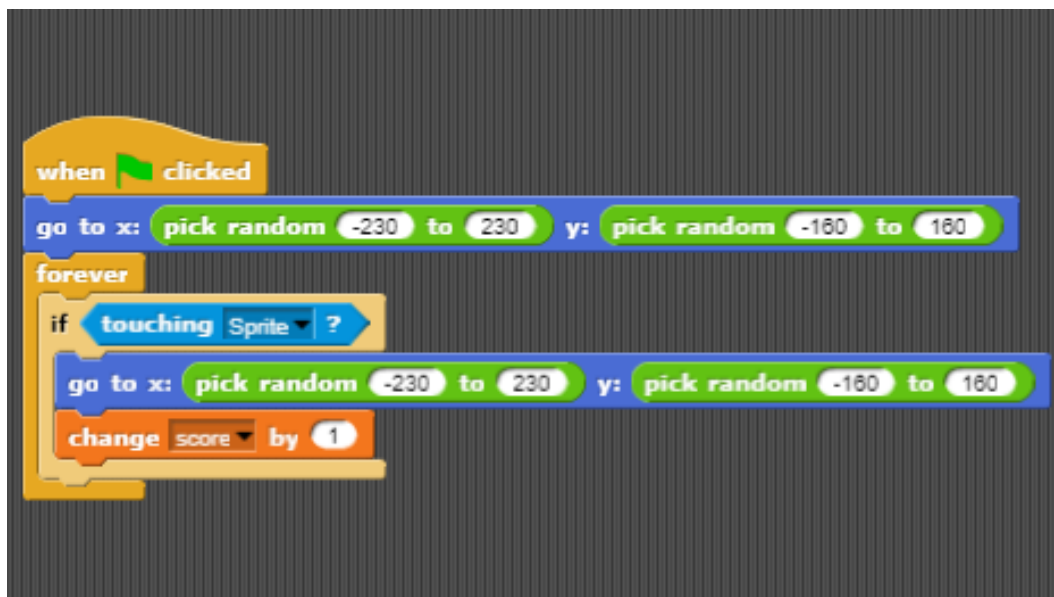 when clicked
go to x: pick random -230 to 230 y: pick random -160 to 160
forever
if touching Sprite ?
go to x: pick random -230 to 230 y: pick random -160 to 160
change score by 1